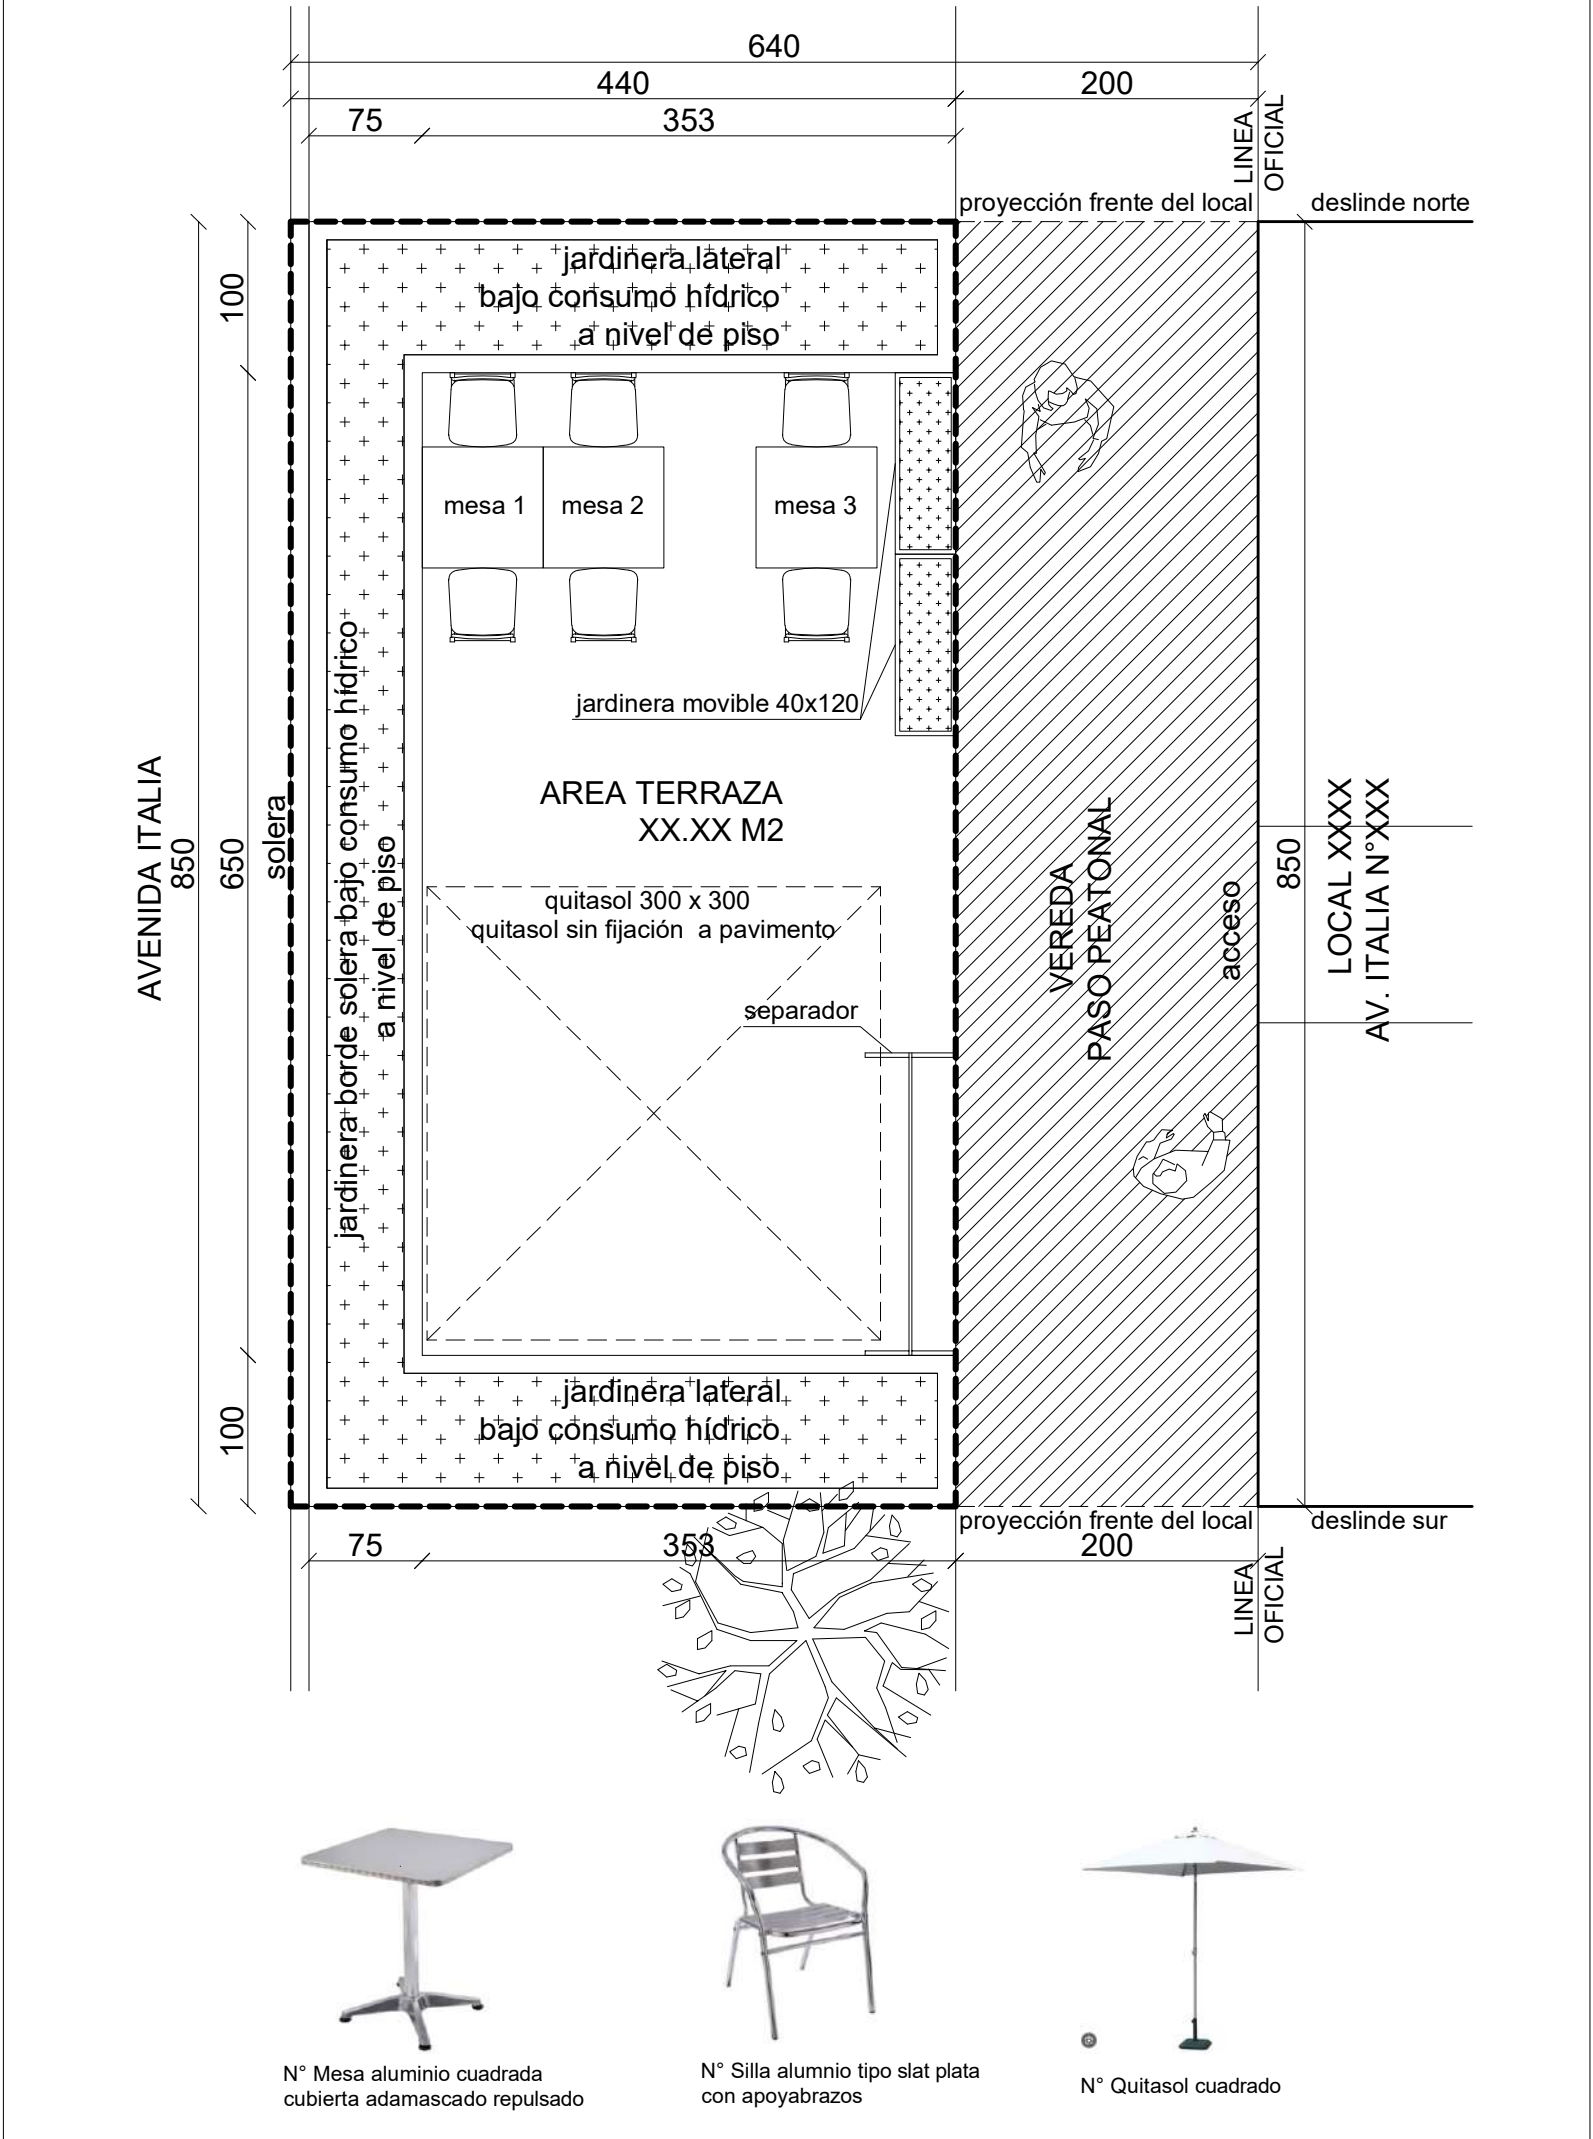 640
440
200
75
353
LINEA
OFICIAL
proyección frente del local
deslinde norte
100
jardinera lateral
bajo consumo hídrico
a nivel de piso
mesa 1
mesa 2
mesa 3
jardinera movible 40x120
AREA TERRAZA
XX.XX M2
AVENIDA ITALIA
850
650
solera
jardinera borde solera bajo consumo hídrico
a nivel de piso
quitasol 300 x 300
quitasol sin fijación a pavimento
separador
VEREDA
PASO PEATONAL
acceso
850
LOCAL XXXX
AV. ITALIA N°XXX
100
jardinera lateral
bajo consumo hídrico
a nivel de piso
proyección frente del local
deslinde sur
75
353
200
LINEA
OFICIAL
N° Mesa aluminio cuadrada
cubierta adamascado repulsado
N° Silla alumnio tipo slat plata
con apoyabrazos
N° Quitasol cuadrado